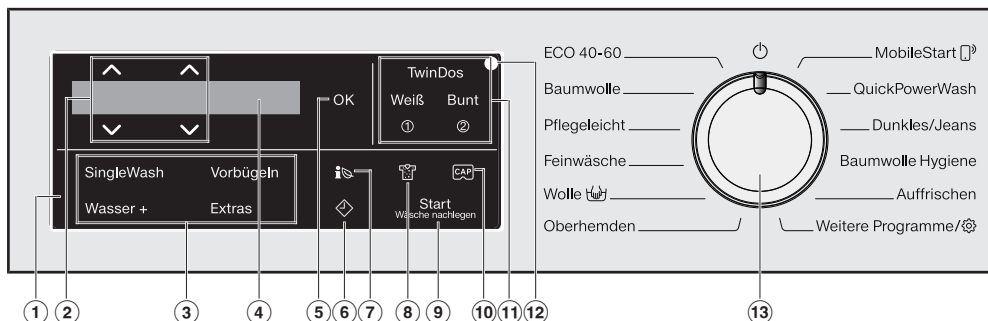 TwinDos
OK
Weiß Bunt
① ②
SingleWash Vorbügeln
CAP
Wasser + Extras
Start
Wäsche nachlegen
ECO 40-60
Baumwolle
Pflegeleicht
Feinwäsche
Wolle
Oberhemden
MobileStart
QuickPowerWash
Dunkles/Jeans
Baumwolle Hygiene
Auffrischen
Weitere Programme/
① ② ③ ④ ⑤ ⑥ ⑦ ⑧ ⑨ ⑩ ⑪ ⑫ ⑬